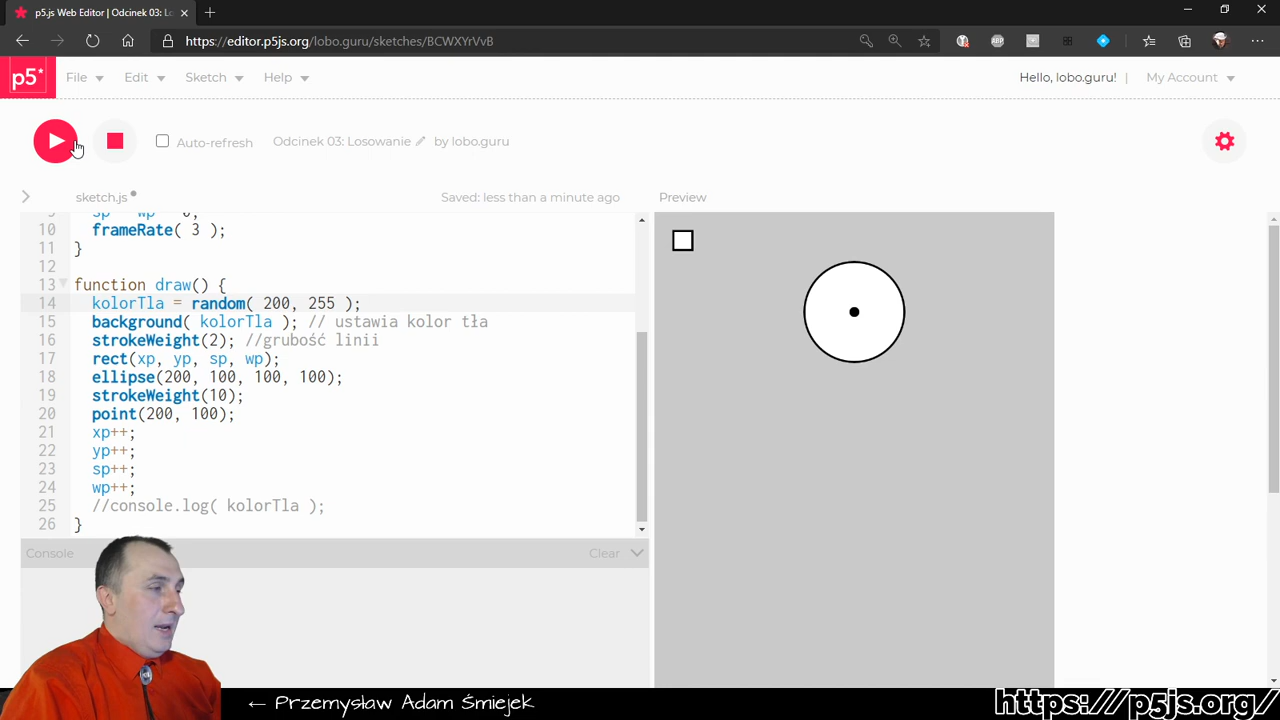 p5.js Web Editor | Odcinek 03: Lo
https://editor.p5js.org/lobo.guru/sketches/BCWXYrVvB
ABP
p5*
File Edit Sketch Help
Hello, lobo.guru! | My Account
Auto-refresh
Odcinek 03: Losowanie by lobo.guru
sketch.js
Saved: less than a minute ago
Preview
10 frameRate( 3 );
11 }
12
13 function draw() {
14 kolorTla = random( 200, 255 );
15 background( kolorTla ); // ustawia kolor tła
16 strokeWeight(2); //grubość linii
17 rect(xp, yp, sp, wp);
18 ellipse(200, 100, 100, 100);
19 strokeWeight(10);
20 point(200, 100);
21 xp++;
22 yp++;
23 sp++;
24 wp++;
25 //console.log( kolorTla );
26 }
Console
Clear
← Przemysław Adam Śmiejek
https://p5js.org/